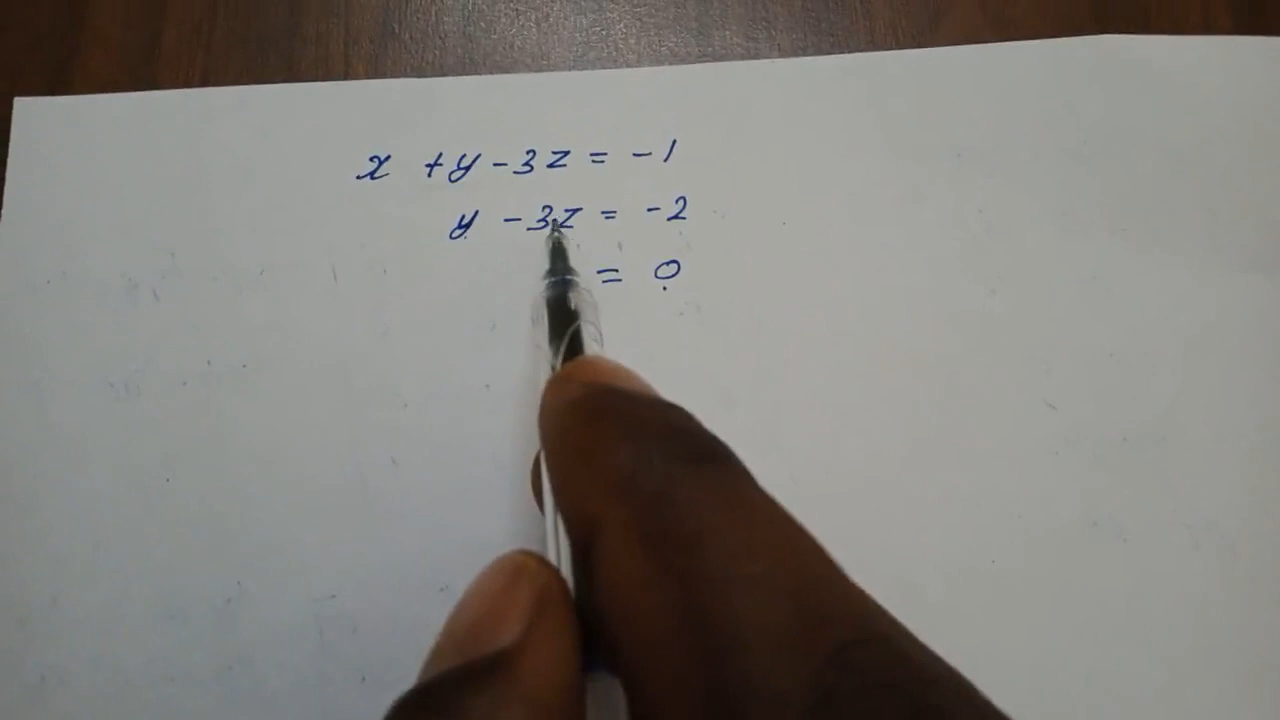 x + y - 3z = -1
y - 3z = -2
= 0